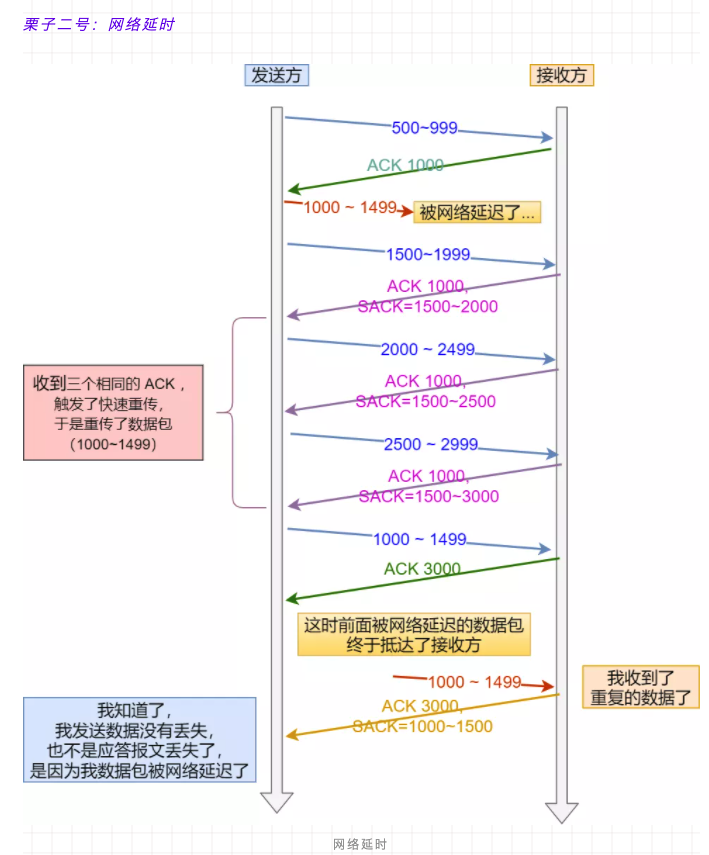 栗子二号：网络延时
发送方
接收方
500~999
ACK 1000
1000 ~ 1499
被网络延迟了...
1500~1999
ACK 1000,
SACK=1500~2000
2000 ~ 2499
ACK 1000,
SACK=1500~2500
收到三个相同的 ACK ,
触发了快速重传，
于是重传了数据包
（1000~1499）
2500 ~ 2999
ACK 1000,
SACK=1500~3000
1000 ~ 1499
ACK 3000
这时前面被网络延迟的数据包
终于抵达了接收方
1000 ~ 1499
我收到了
重复的数据了
ACK 3000,
SACK=1000~1500
我知道了，
我发送数据没有丢失，
也不是应答报文丢失了，
是因为我数据包被网络延迟了
网络延时